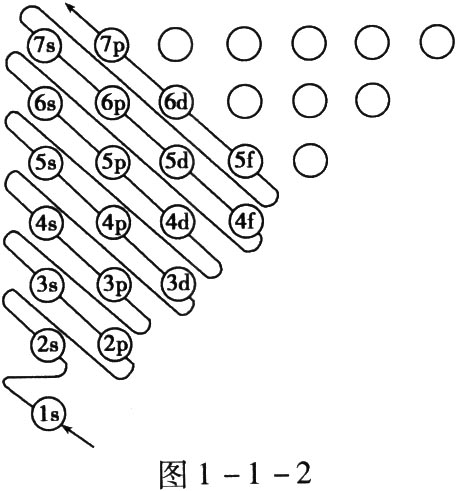 7s 7p
6s 6p 6d
5s 5p 5d 5f
4s 4p 4d 4f
3s 3p 3d
2s 2p
1s
图1-1-2